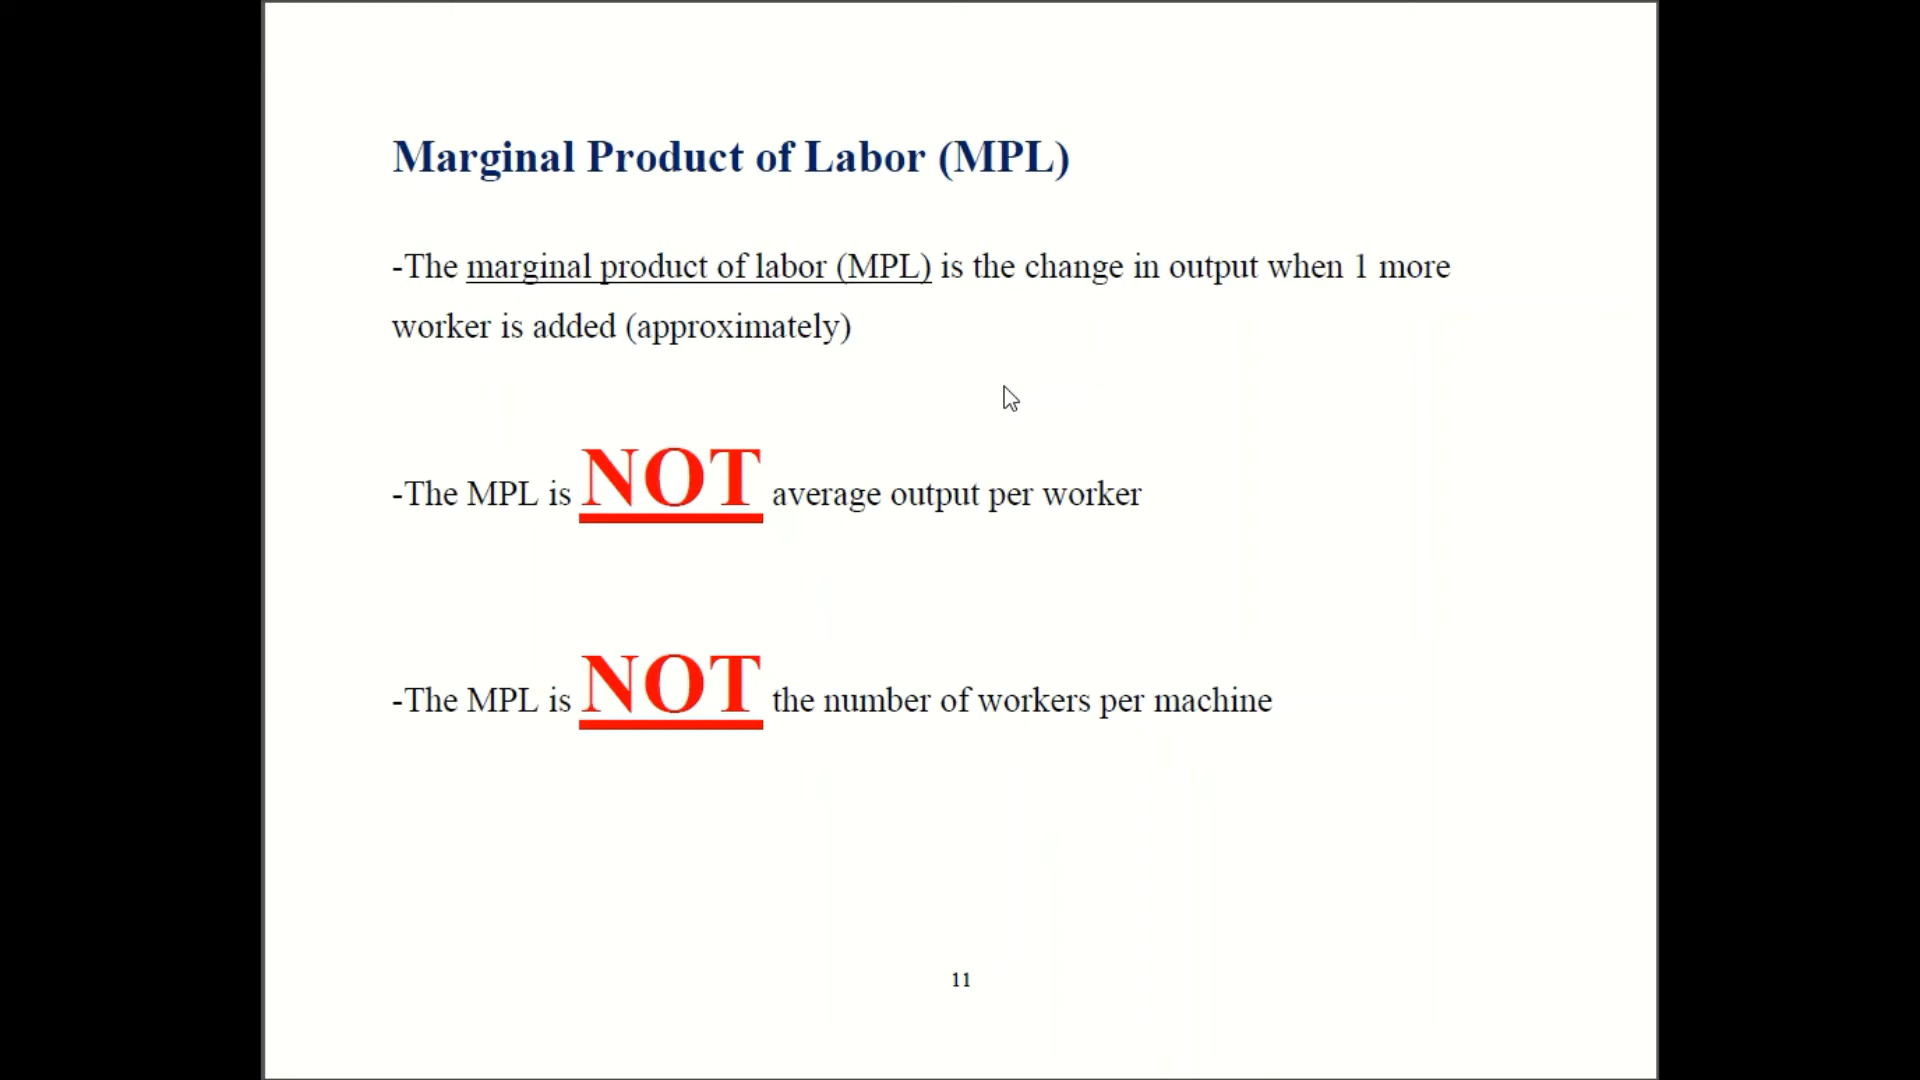 Marginal Product of Labor (MPL)
-The marginal product of labor (MPL) is the change in output when 1 more
worker is added (approximately)
-The MPL is NOT average output per worker
-The MPL is NOT the number of workers per machine
11